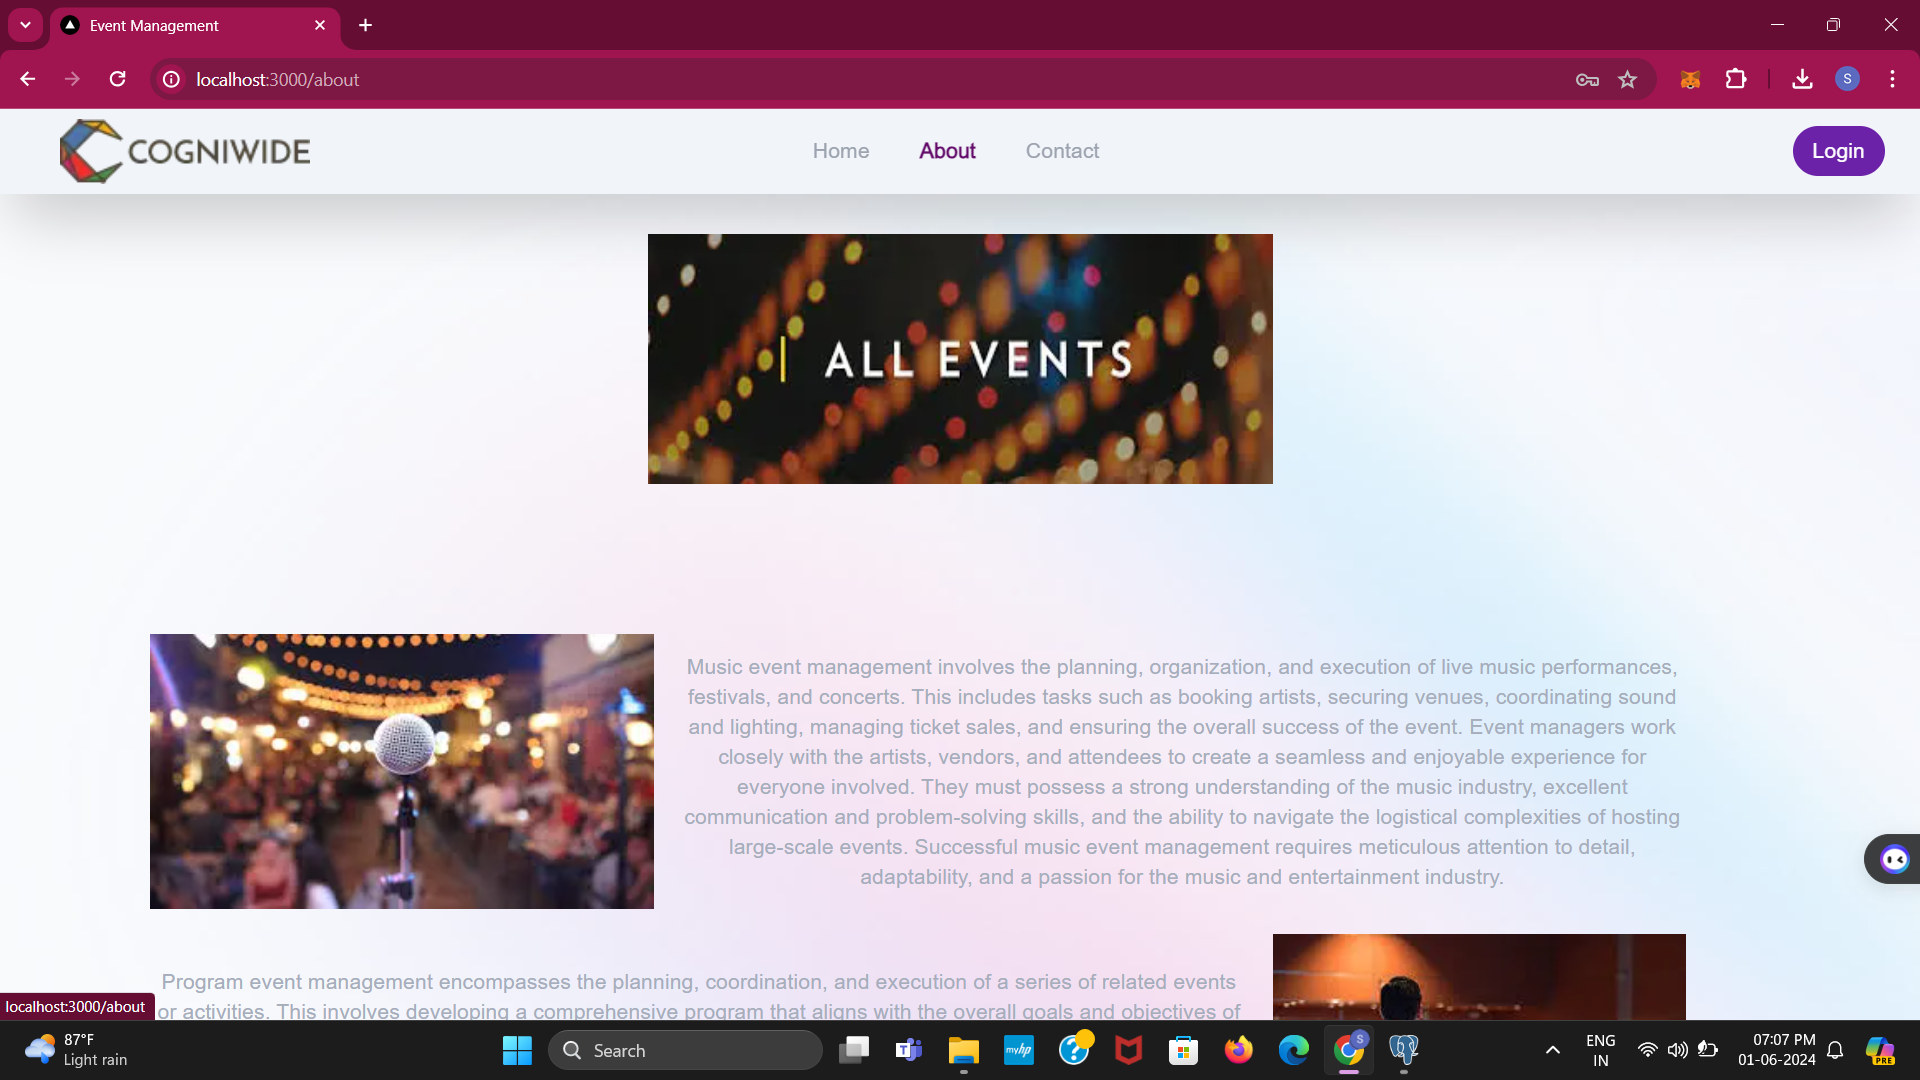 Event Management
localhost:3000/about
COGNIWIDE
Home
About
Contact
Login
ALL EVENTS
Music event management involves the planning, organization, and execution of live music performances,
festivals, and concerts. This includes tasks such as booking artists, securing venues, coordinating sound
and lighting, managing ticket sales, and ensuring the overall success of the event. Event managers work
closely with the artists, vendors, and attendees to create a seamless and enjoyable experience for
everyone involved. They must possess a strong understanding of the music industry, excellent
communication and problem-solving skills, and the ability to navigate the logistical complexities of hosting
large-scale events. Successful music event management requires meticulous attention to detail,
adaptability, and a passion for the music and entertainment industry.
Program event management encompasses the planning, coordination, and execution of a series of related events
or activities. This involves developing a comprehensive program that aligns with the overall goals and objectives of
localhost:3000/about
87°F
Light rain
Search
myhp
ENG
IN
07:07 PM
01-06-2024
PRE
S
S